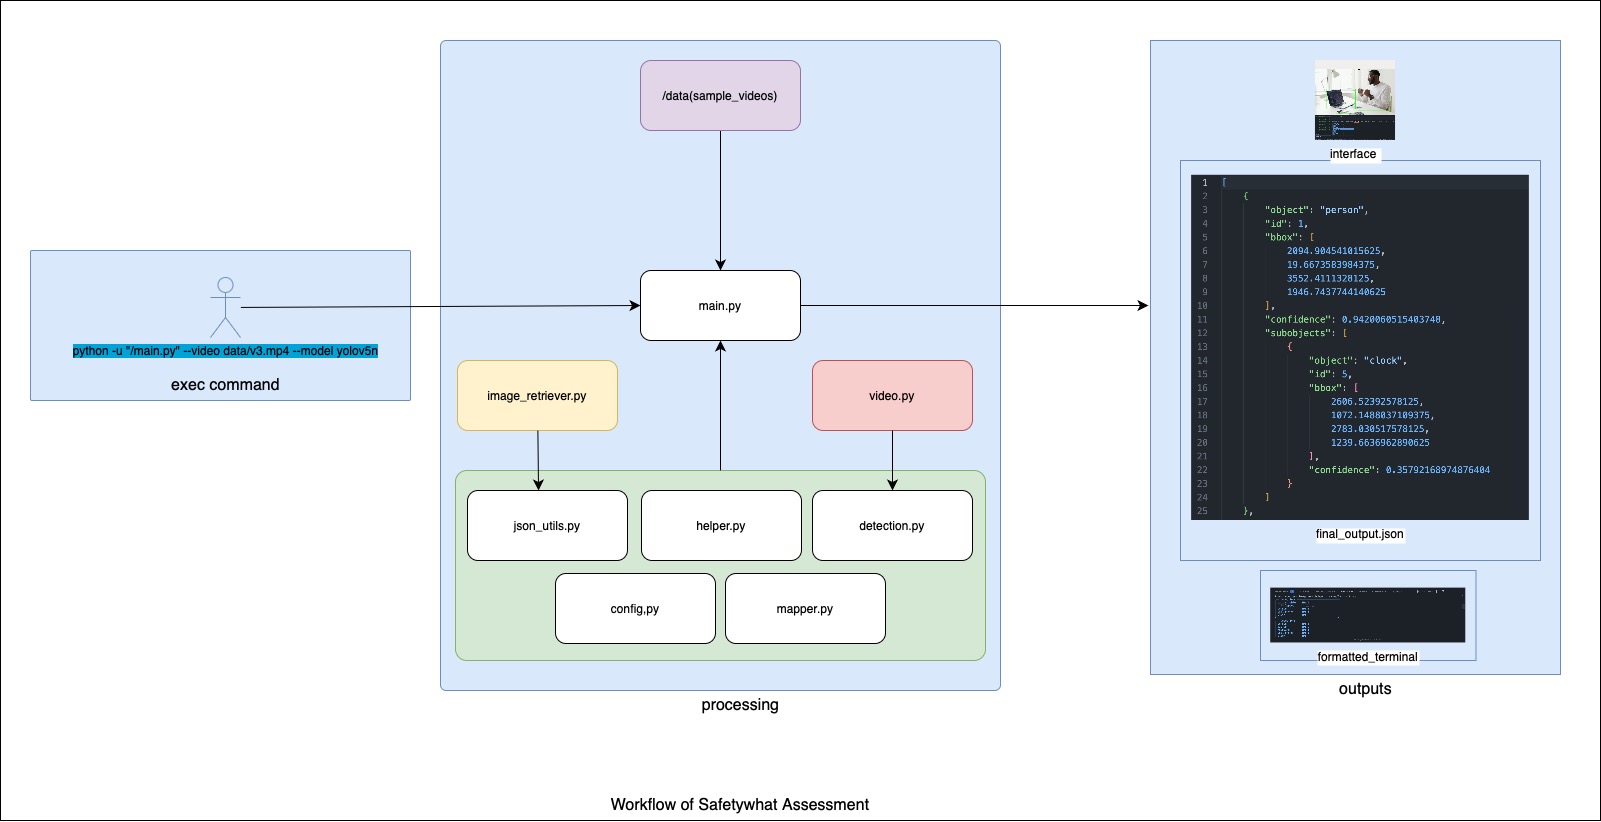 /data(sample_videos)
main.py
python -u "/main.py" --video data/v3.mp4 --model yolov5n
exec command
image_retriever.py
video.py
json_utils.py
helper.py
detection.py
config,py
mapper.py
processing
interface
1 [
2 {
3 "object": "person",
4 "id": 1,
5 "bbox": [
6 2094.904541015625,
7 19.6673583984375,
8 3552.4111328125,
9 1946.7437744140625
10 ],
11 "confidence": 0.9420060515403748,
12 "subobjects": [
13 {
14 "object": "clock",
15 "id": 5,
16 "bbox": [
17 2606.52392578125,
18 1072.1488037109375,
19 2783.030517578125,
20 1239.6636962890625
21 ],
22 "confidence": 0.35792168974876404
23 }
24 ]
25 },
final_output.json
formatted_terminal
outputs
Workflow of Safetywhat Assessment